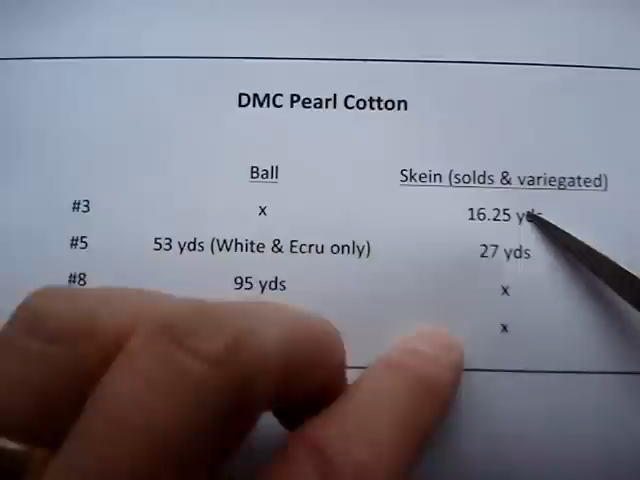 DMC Pearl Cotton
Ball Skein (solds & variegated)
#3 x 16.25 yds
#5 53 yds (White & Ecru only) 27 yds
#8 95 yds x
x